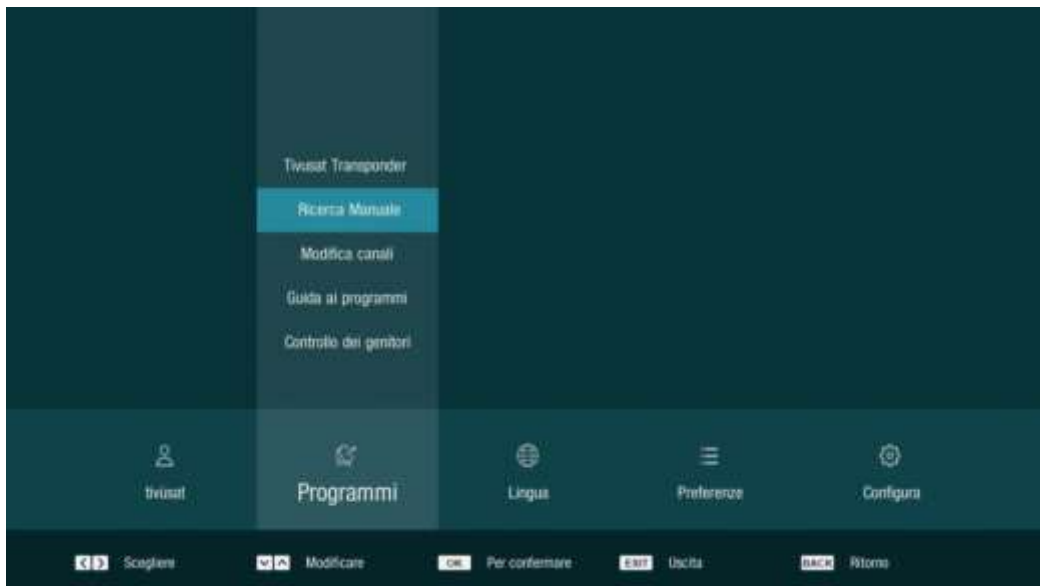 Tivusat Transponder
Ricerca Manuale
Modifica canali
Guida ai programmi
Controllo dei genitori
tivùsat Programmi Lingua Preferenze Configura
Scegliere Modificare OK Per confermare EXIT Uscita BACK Ritorno